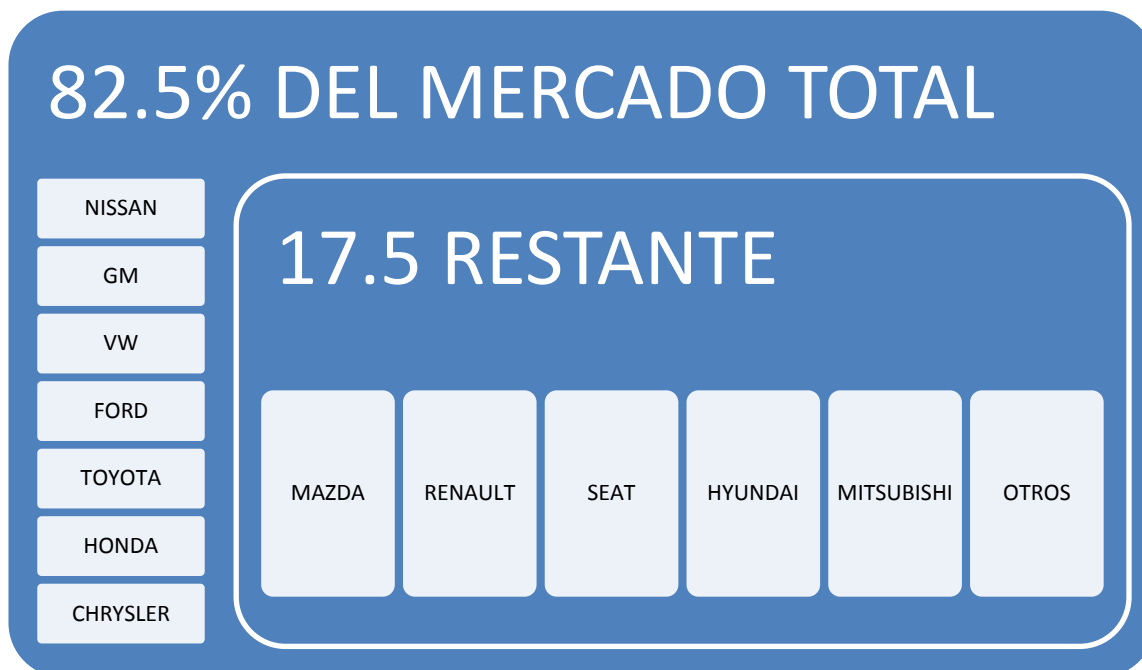 82.5% DEL MERCADO TOTAL
NISSAN
GM
VW
FORD
TOYOTA
HONDA
CHRYSLER
17.5 RESTANTE
MAZDA
RENAULT
SEAT
HYUNDAI
MITSUBISHI
OTROS